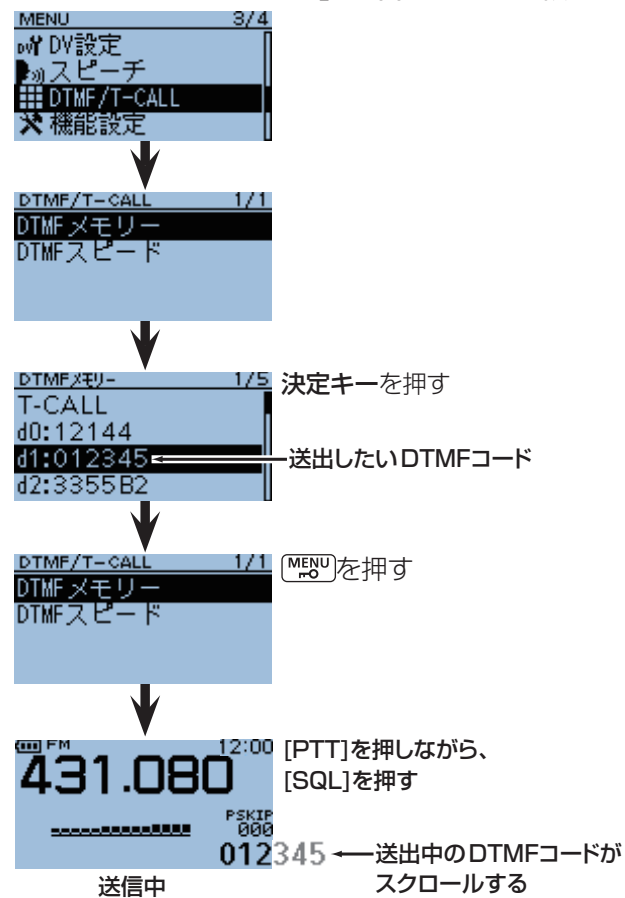 MENU 3/4
DV DV設定
スピーチ
DTMF/T-CALL
機能設定
DTMF/T-CALL 1/1
DTMFメモリー
DTMFスピード
DTMFメモリー 1/5
決定キーを押す
T-CALL
d0:12144
d1:012345
送出したいDTMFコード
d2:3355B2
DTMF/T-CALL 1/1
MENU を押す
DTMFメモリー
DTMFスピード
FM 12:00
[PTT]を押しながら、
431.080
[SQL]を押す
PSKIP
000
012345
送出中のDTMFコードが
スクロールする
送信中